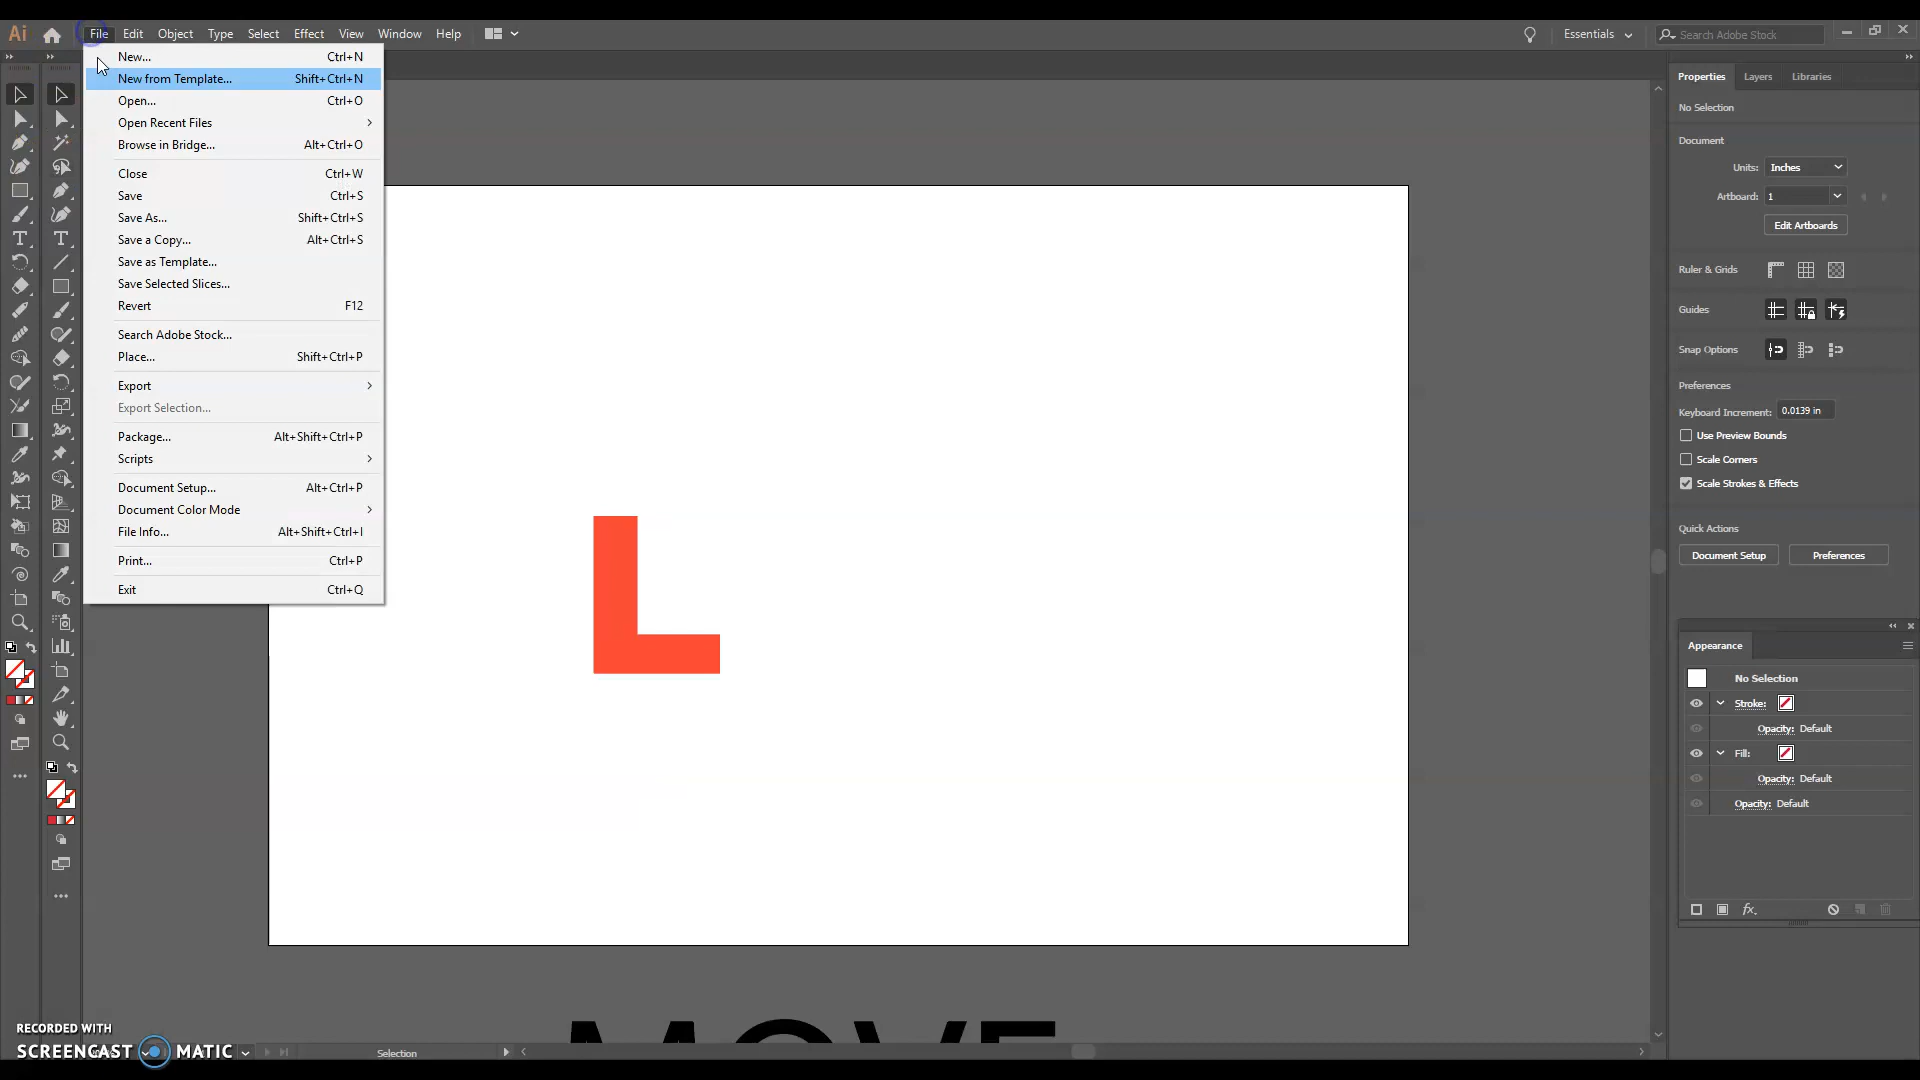 Ai File Edit Object Type Select Effect View Window Help Essentials Search Adobe Stock
New... Ctrl+N
New from Template... Shift+Ctrl+N
Open... Ctrl+O
Open Recent Files
Browse in Bridge... Alt+Ctrl+O
Close Ctrl+W
Save Ctrl+S
Save As... Shift+Ctrl+S
Save a Copy... Alt+Ctrl+S
Save as Template...
Save Selected Slices...
Revert F12
Search Adobe Stock...
Place... Shift+Ctrl+P
Export
Export Selection...
Package... Alt+Shift+Ctrl+P
Scripts
Document Setup... Alt+Ctrl+P
Document Color Mode
File Info... Alt+Shift+Ctrl+I
Print... Ctrl+P
Exit Ctrl+Q
L
MOVE
Properties Layers Libraries
No Selection
Document
Units: Inches
Artboard: 1
Edit Artboards
Ruler & Grids
Guides
Snap Options
Preferences
Keyboard Increment: 0.0139 in
Use Preview Bounds
Scale Corners
Scale Strokes & Effects
Quick Actions
Document Setup Preferences
Appearance
No Selection
Stroke:
Opacity: Default
Fill:
Opacity: Default
Opacity: Default
fx.
RECORDED WITH
SCREENCAST MATIC
Selection